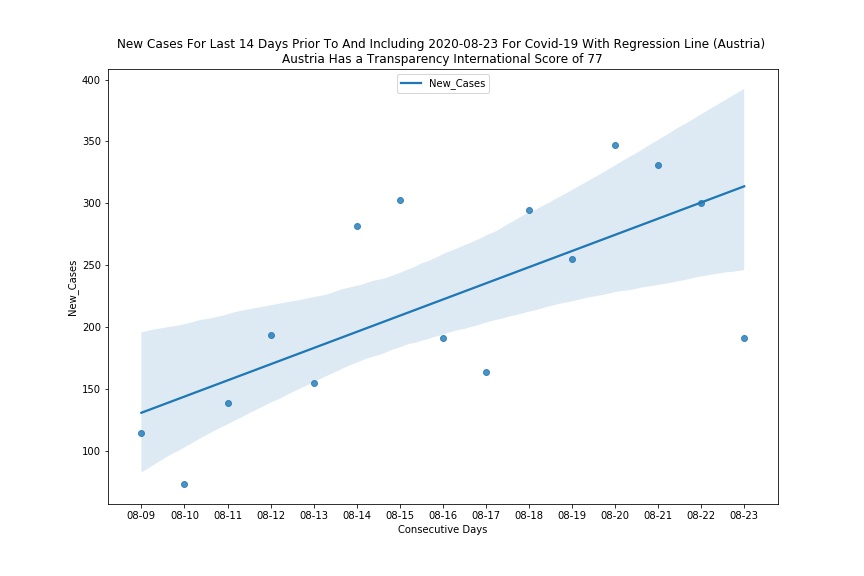 New Cases For Last 14 Days Prior To And Including 2020-08-23 For Covid-19 With Regression Line (Austria)
Austria Has a Transparency International Score of 77
New_Cases
400
350
300
250
200
150
100
New_Cases
08-09 08-10 08-11 08-12 08-13 08-14 08-15 08-16 08-17 08-18 08-19 08-20 08-21 08-22 08-23
Consecutive Days